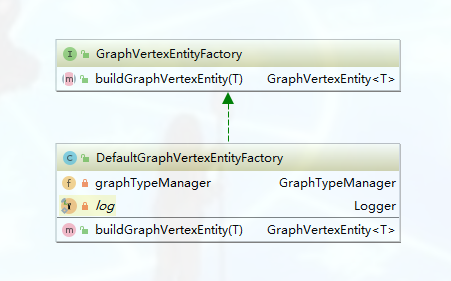 GraphVertexEntityFactory
buildGraphVertexEntity(T) GraphVertexEntity<T>
DefaultGraphVertexEntityFactory
graphTypeManager GraphTypeManager
log Logger
buildGraphVertexEntity(T) GraphVertexEntity<T>